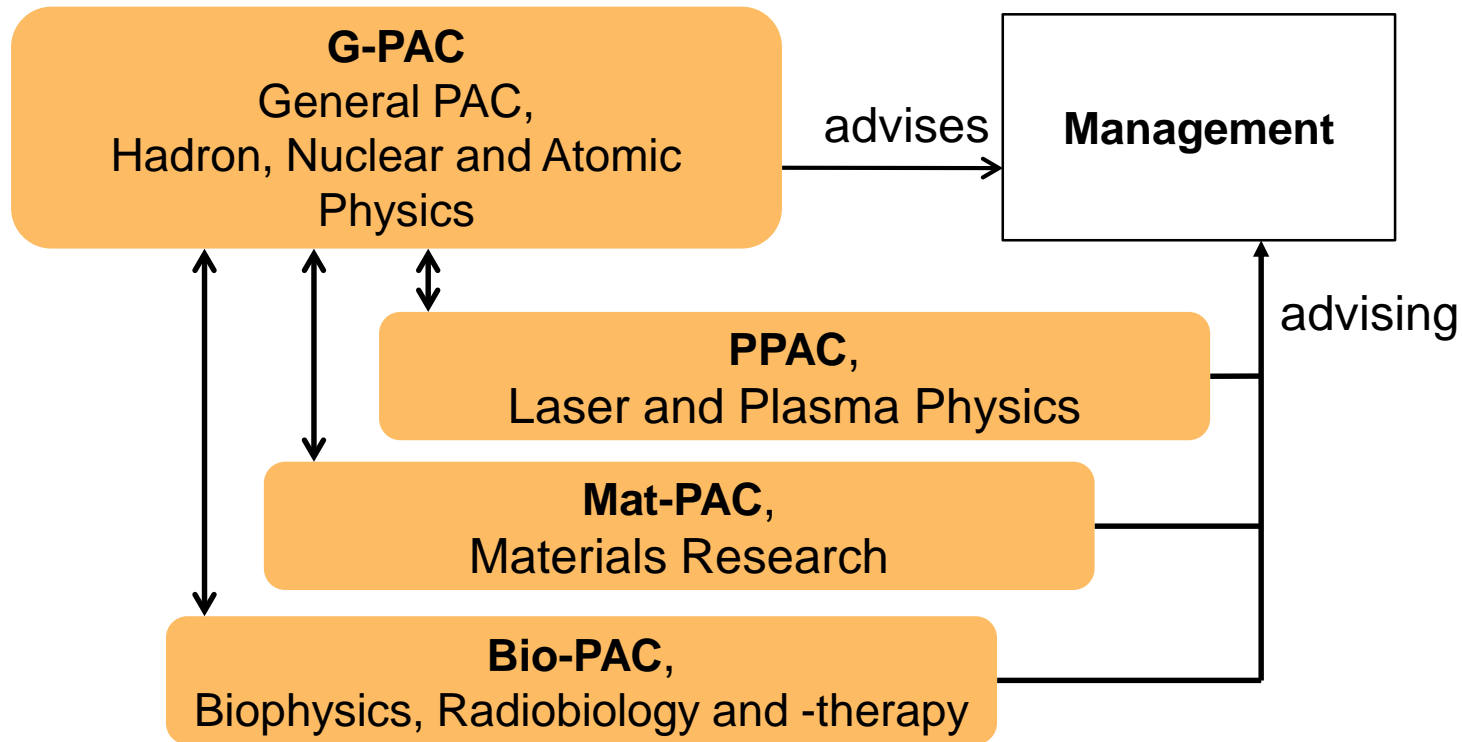 G-PAC
General PAC,
Hadron, Nuclear and Atomic
Physics
advises
Management
advising
PPAC,
Laser and Plasma Physics
Mat-PAC,
Materials Research
Bio-PAC,
Biophysics, Radiobiology and -therapy